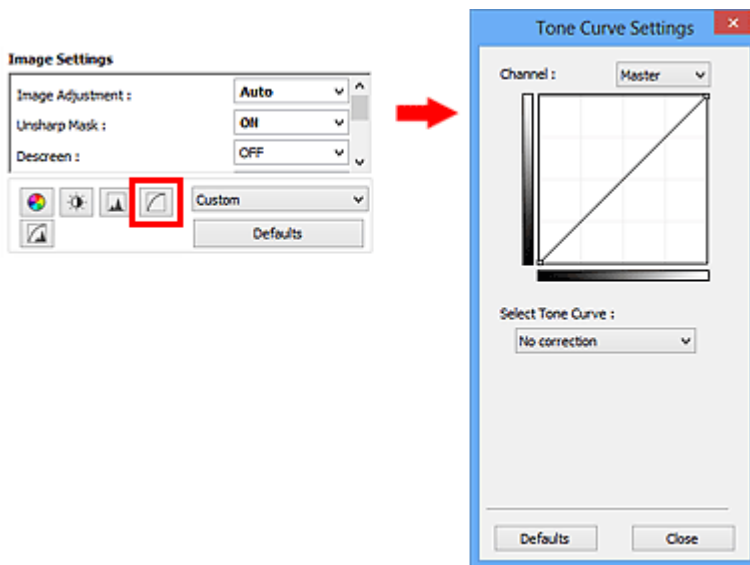 Image Settings
Image Adjustment : Auto
Unsharp Mask : ON
Descreen : OFF
Custom
Defaults
Tone Curve Settings
Channel : Master
Select Tone Curve :
No correction
Defaults Close